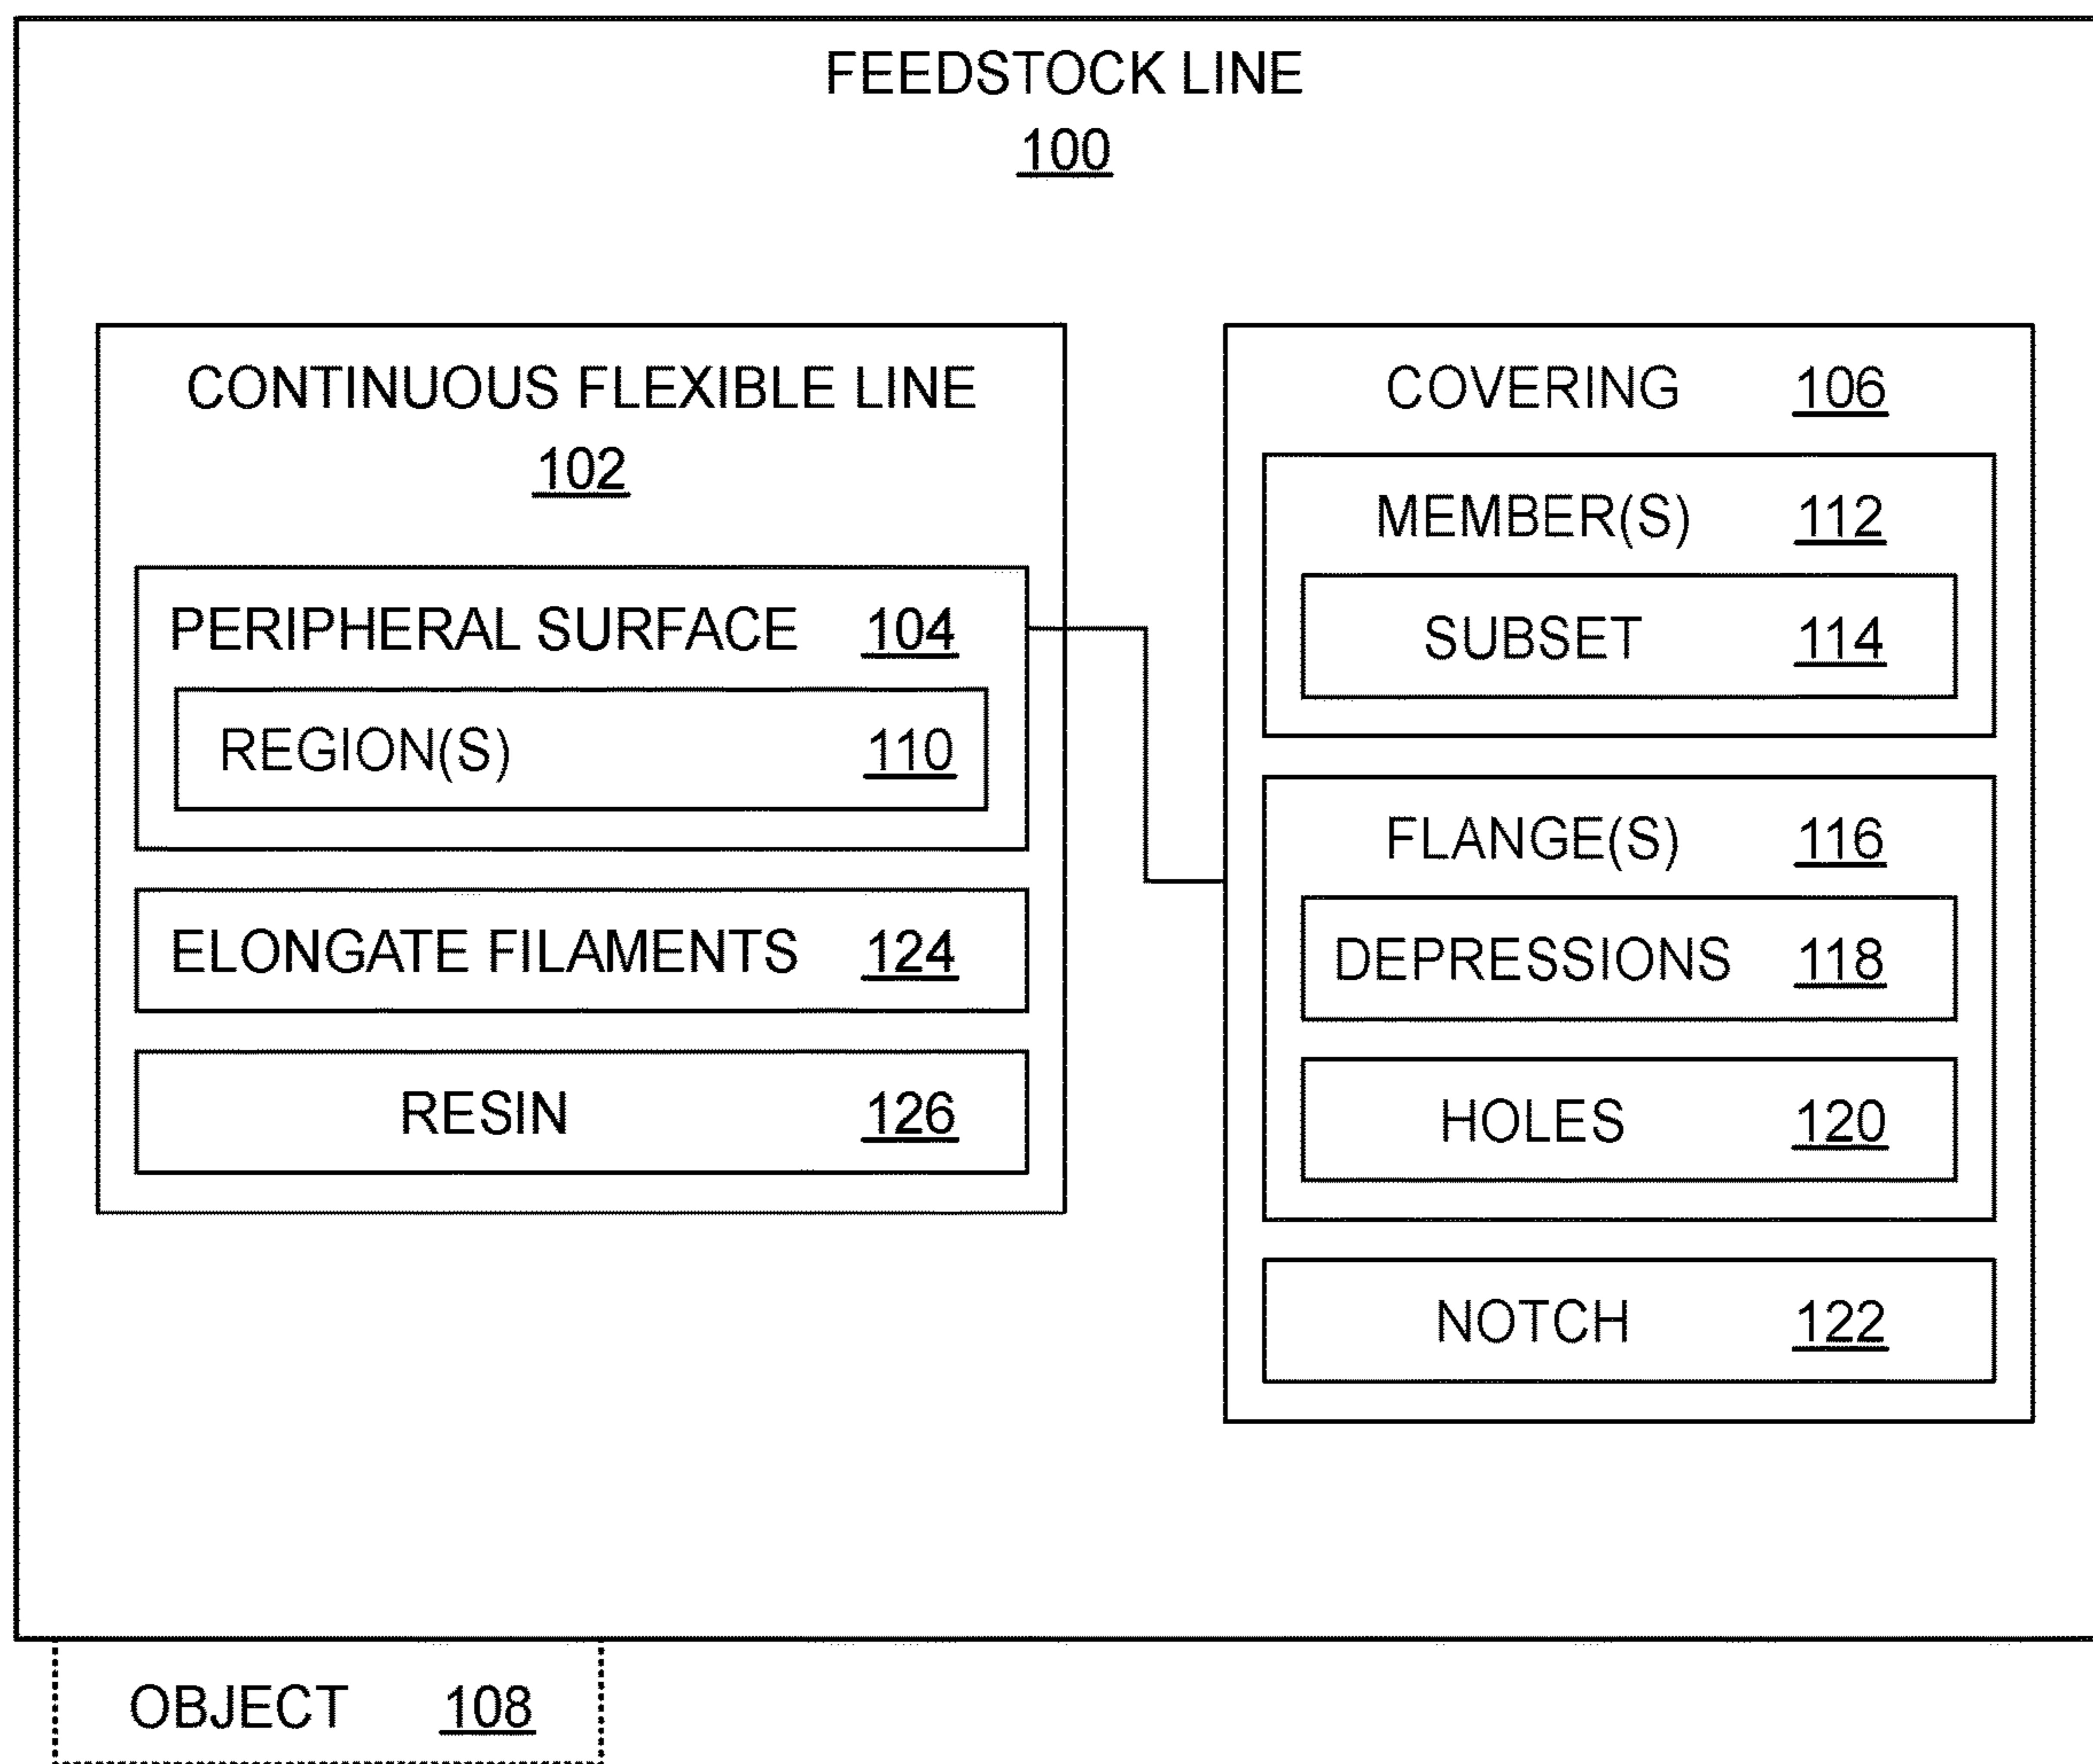 FEEDSTOCK LINE
100
CONTINUOUS FLEXIBLE LINE
102
PERIPHERAL SURFACE 104
REGION(S) 110
ELONGATE FILAMENTS 124
RESIN 126
COVERING 106
MEMBER(S) 112
SUBSET 114
FLANGE(S) 116
DEPRESSIONS 118
HOLES 120
NOTCH 122
OBJECT 108